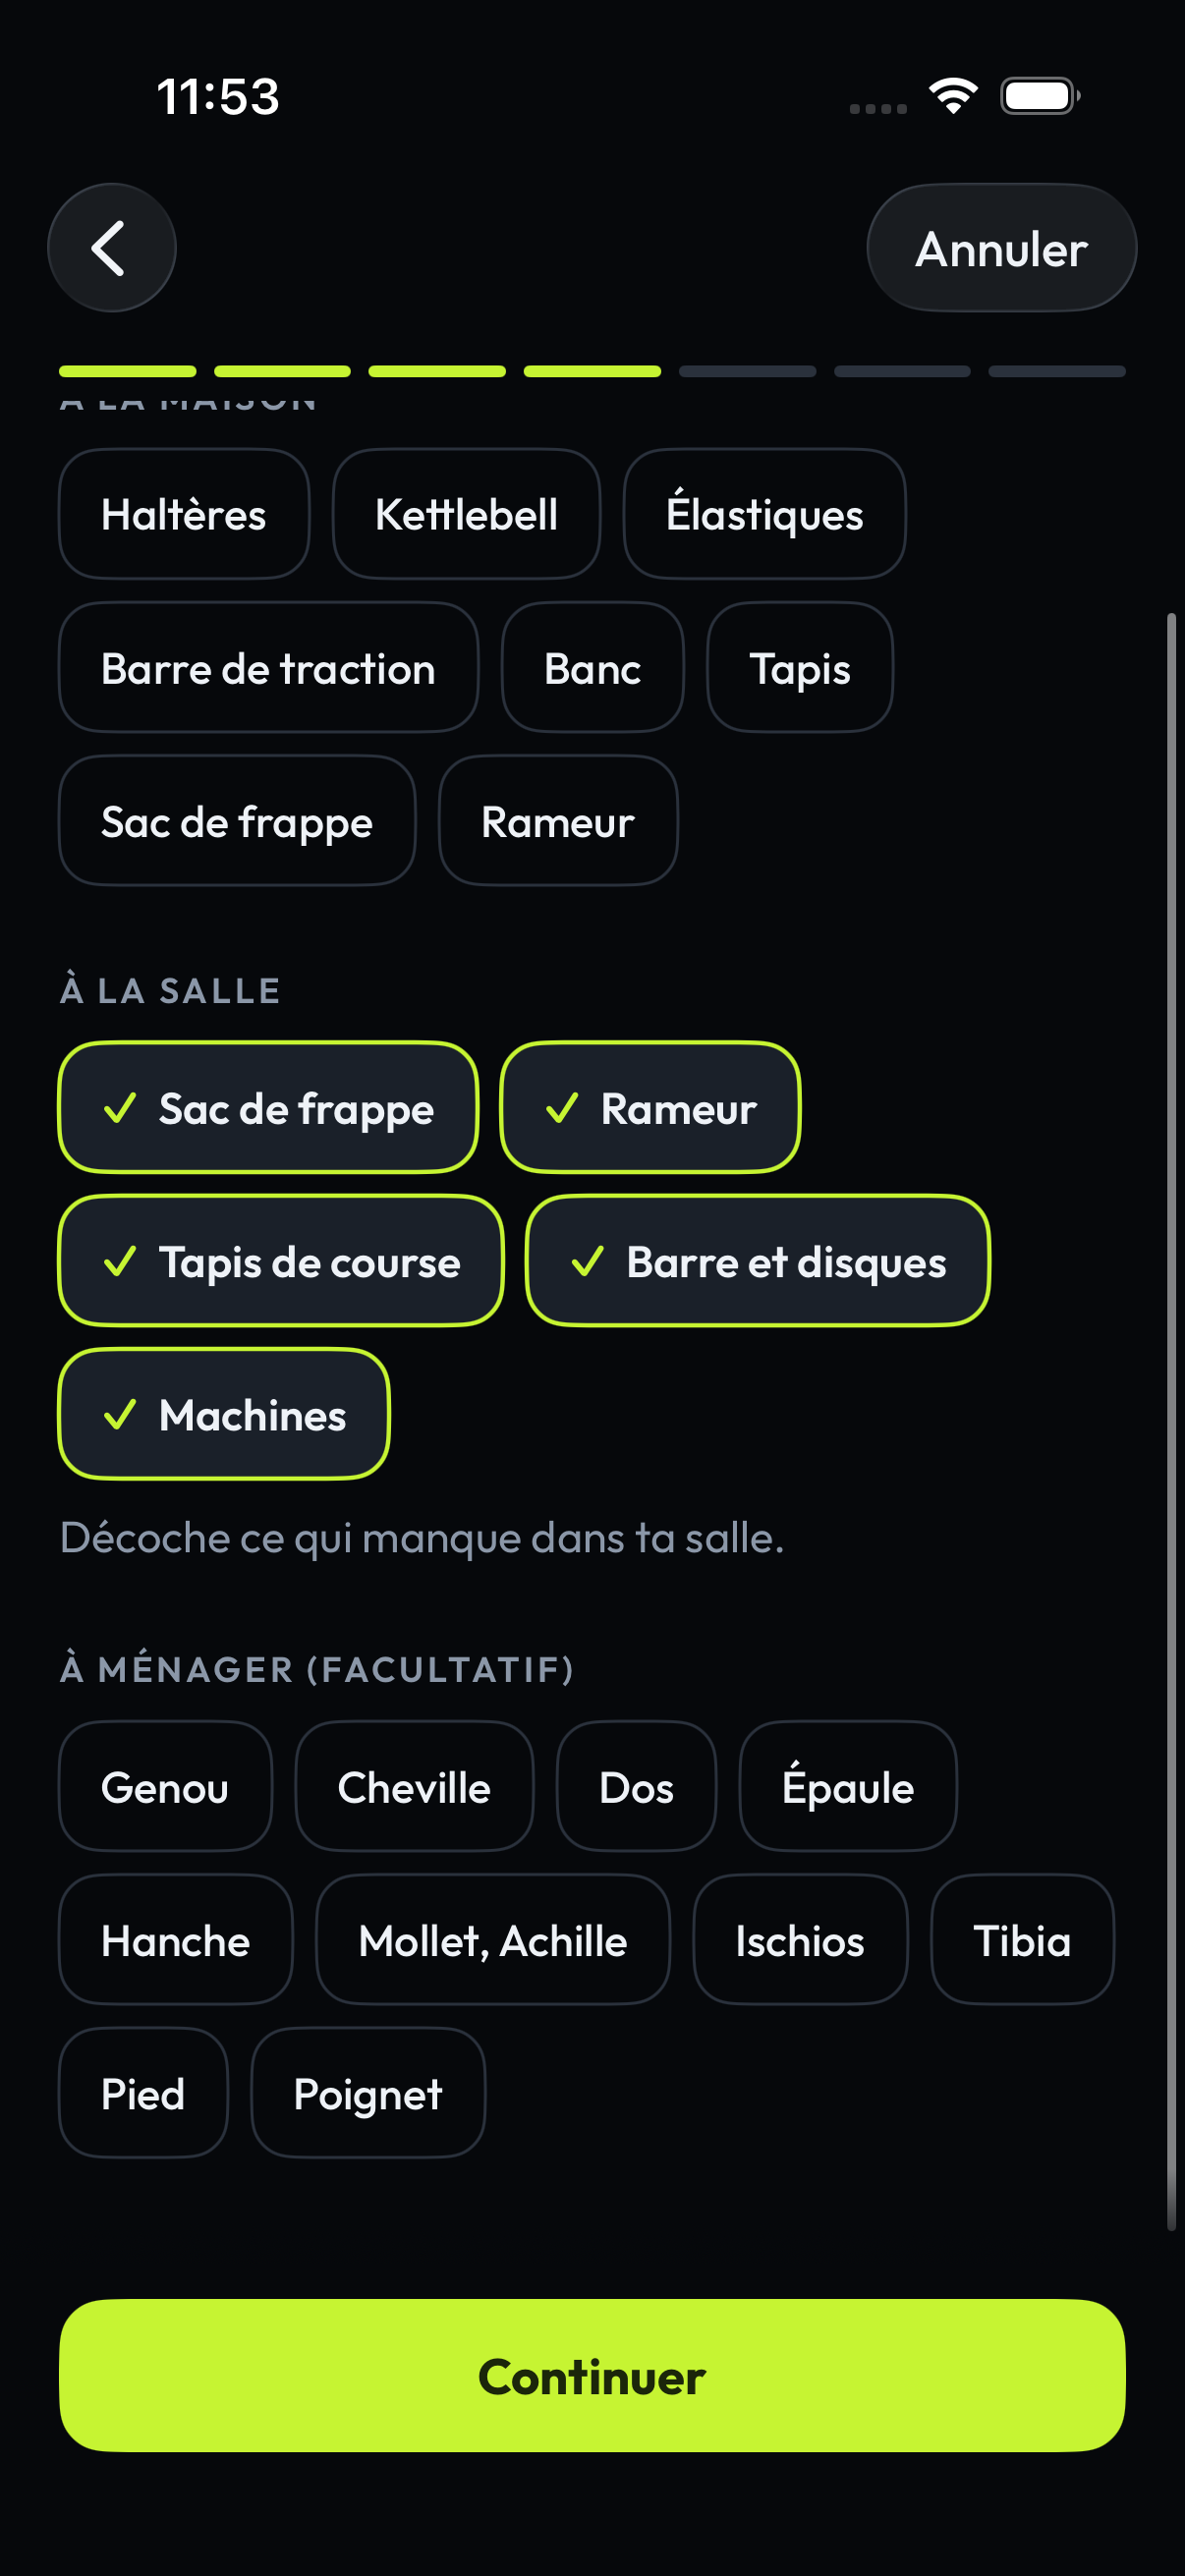 11:53
Annuler
À LA MAISON
Haltères Kettlebell Élastiques
Barre de traction Banc Tapis
Sac de frappe Rameur
À LA SALLE
Sac de frappe Rameur
Tapis de course Barre et disques
Machines
Décoche ce qui manque dans ta salle.
À MÉNAGER (FACULTATIF)
Genou Cheville Dos Épaule
Hanche Mollet, Achille Ischios Tibia
Pied Poignet
Continuer